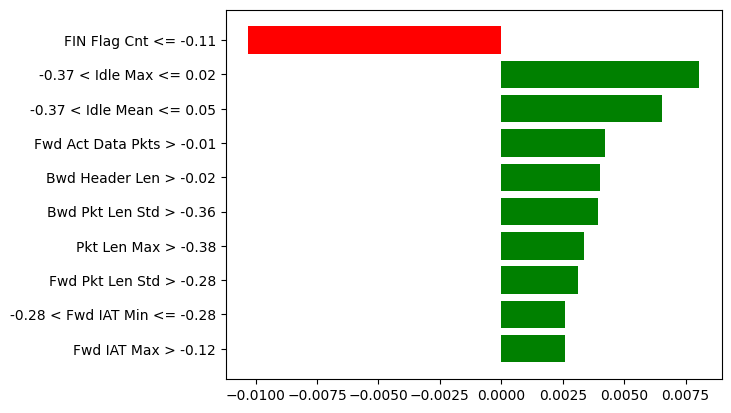 FIN Flag Cnt <= -0.11
-0.37 < Idle Max <= 0.02
-0.37 < Idle Mean <= 0.05
Fwd Act Data Pkts > -0.01
Bwd Header Len > -0.02
Bwd Pkt Len Std > -0.36
Pkt Len Max > -0.38
Fwd Pkt Len Std > -0.28
-0.28 < Fwd IAT Min <= -0.28
Fwd IAT Max > -0.12
−0.0100 −0.0075 −0.0050 −0.0025 0.0000 0.0025 0.0050 0.0075